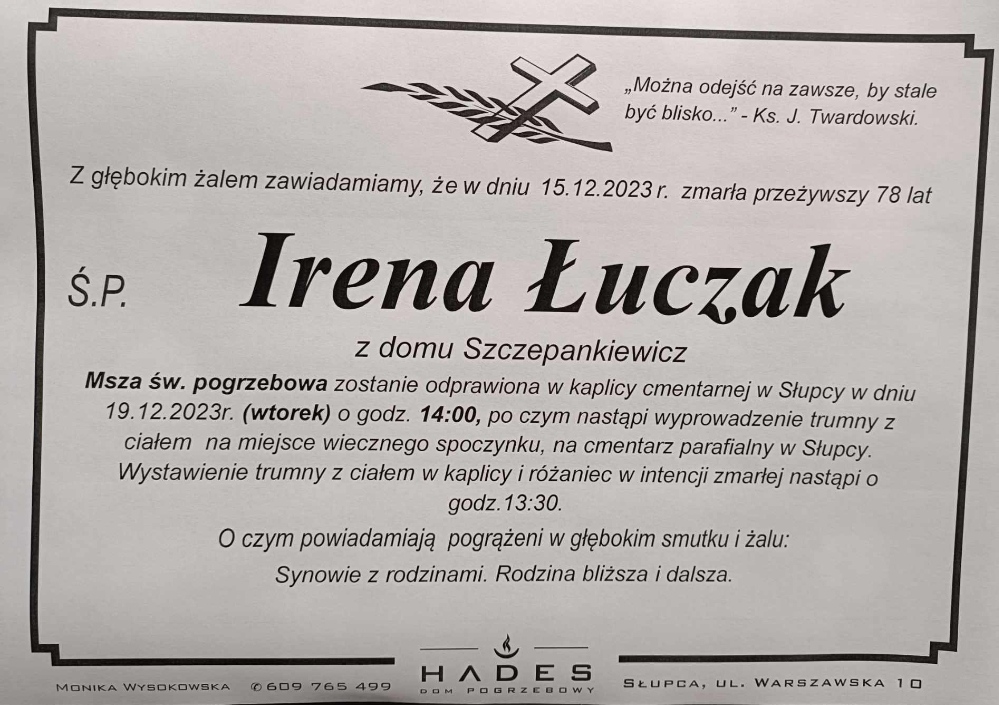 „Można odejść na zawsze, by stale
być blisko...” - Ks. J. Twardowski.
Z głębokim żalem zawiadamiamy, że w dniu 15.12.2023 r. zmarła przeżywszy 78 lat
Ś.P. Irena Łuczak
z domu Szczepankiewicz
Msza św. pogrzebowa zostanie odprawiona w kaplicy cmentarnej w Słupcy w dniu
19.12.2023r. (wtorek) o godz. 14:00, po czym nastąpi wyprowadzenie trumny z
ciałem na miejsce wiecznego spoczynku, na cmentarz parafialny w Słupcy.
Wystawienie trumny z ciałem w kaplicy i różaniec w intencji zmarłej nastąpi o
godz.13:30.
O czym powiadamiają pogrążeni w głębokim smutku i żalu:
Synowie z rodzinami. Rodzina bliższa i dalsza.
HADES
DOM POGRZEBOWY
MONIKA WYSOKOWSKA ✆609 765 499
SŁUPCA, UL. WARSZAWSKA 10